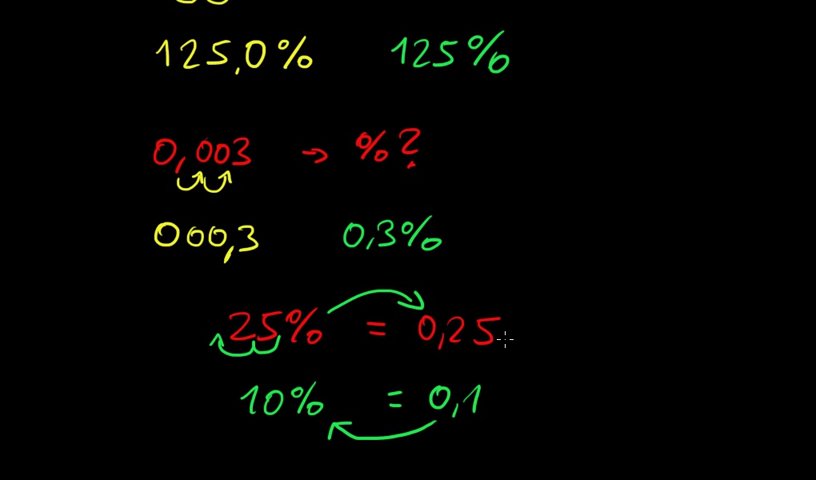 125,0% 125%
0,003 → %?
000,3 0,3%
25% = 0,25
10% = 0,1